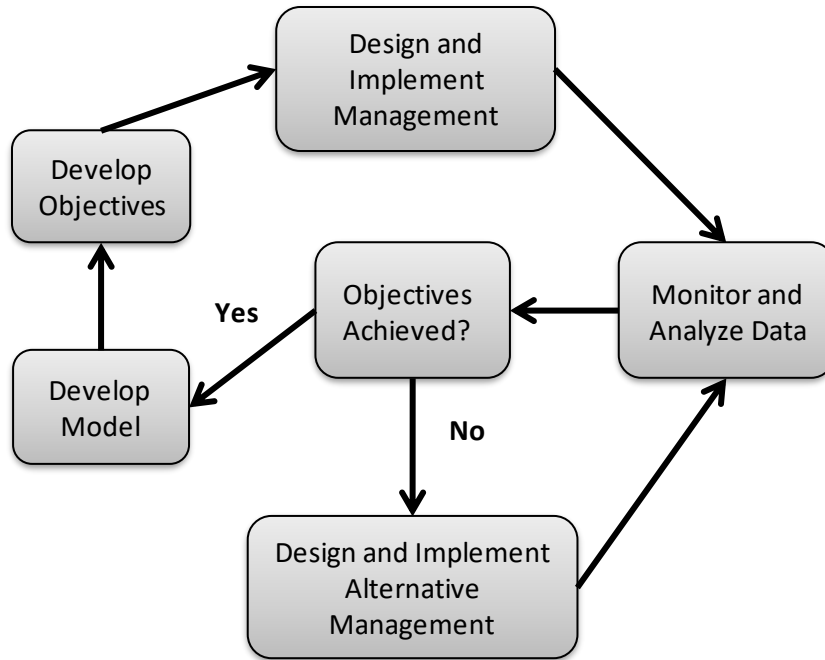 Design and
Implement
Management
Develop
Objectives
Objectives
Achieved?
Monitor and
Analyze Data
Yes
Develop
Model
No
Design and Implement
Alternative
Management